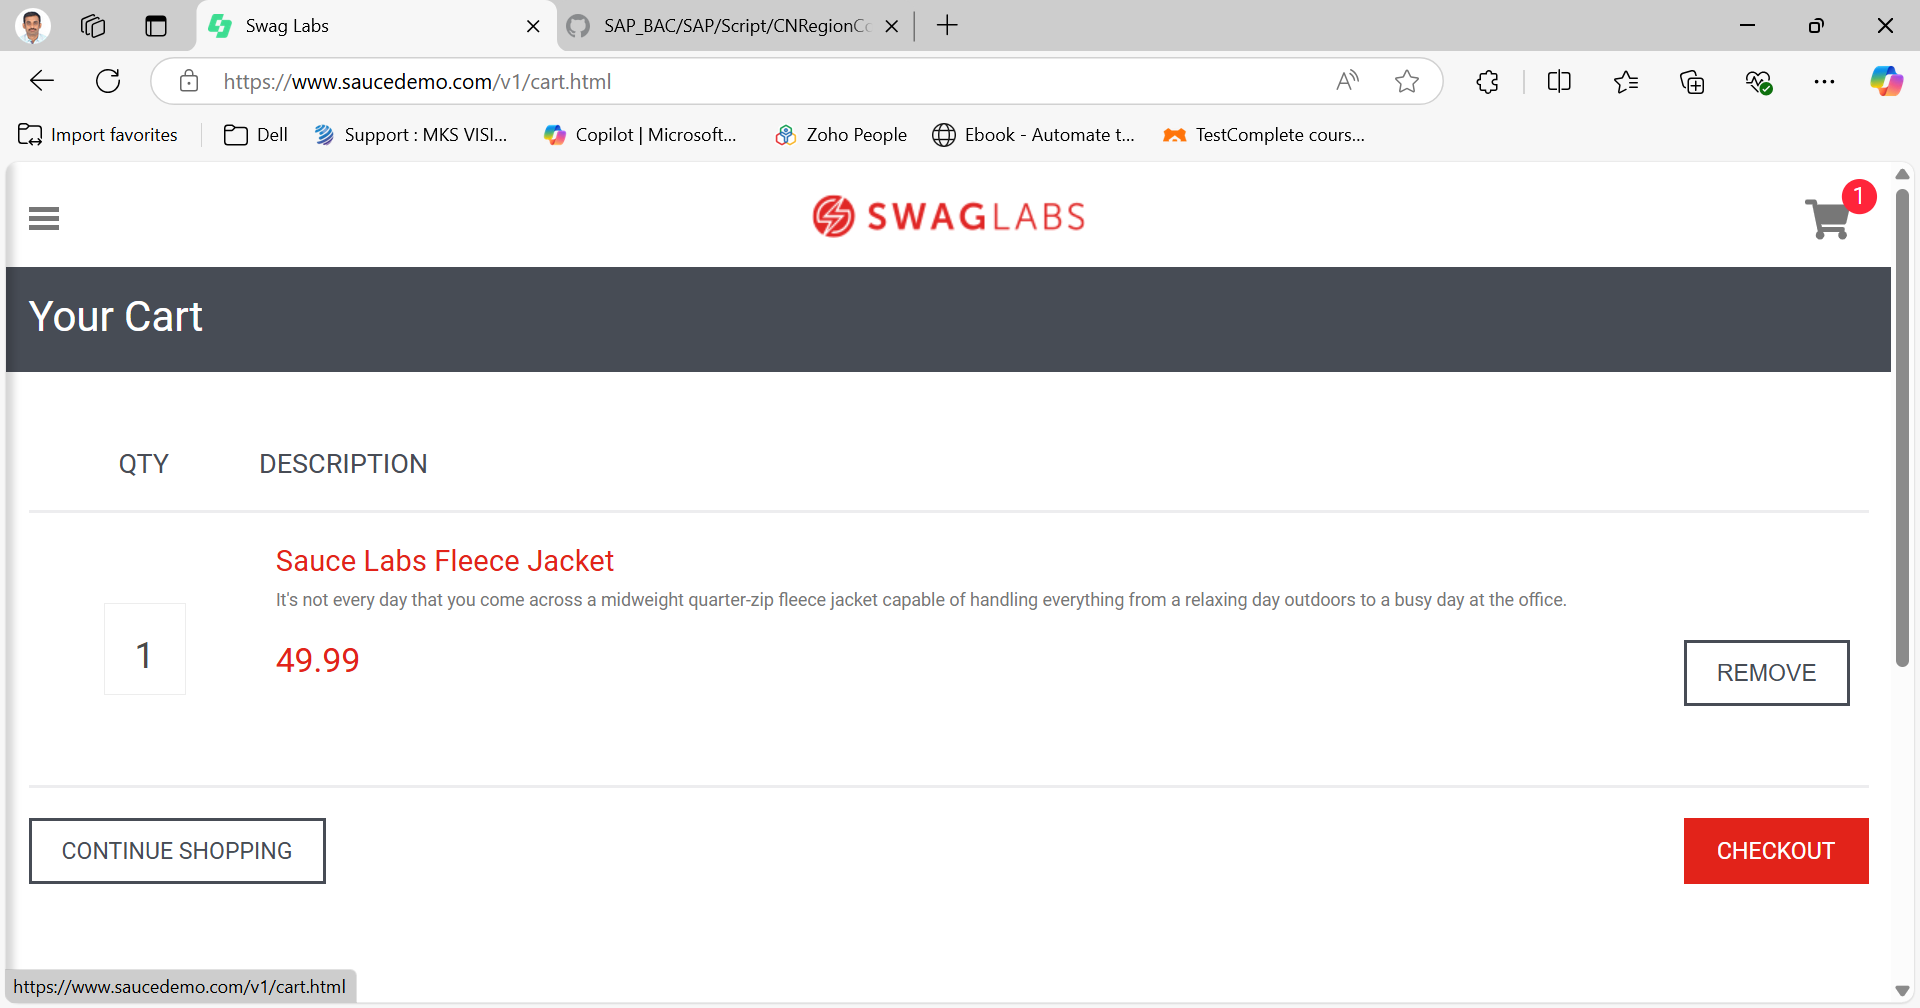 Swag Labs
SAP_BAC/SAP/Script/CNRegionCo
https://www.saucedemo.com/v1/cart.html
Import favorites
Dell
Support : MKS VISI...
Copilot | Microsoft...
Zoho People
Ebook - Automate t...
TestComplete cours...
SWAGLABS
1
Your Cart
QTY
DESCRIPTION
Sauce Labs Fleece Jacket
It's not every day that you come across a midweight quarter-zip fleece jacket capable of handling everything from a relaxing day outdoors to a busy day at the office.
1
49.99
REMOVE
CONTINUE SHOPPING
CHECKOUT
https://www.saucedemo.com/v1/cart.html